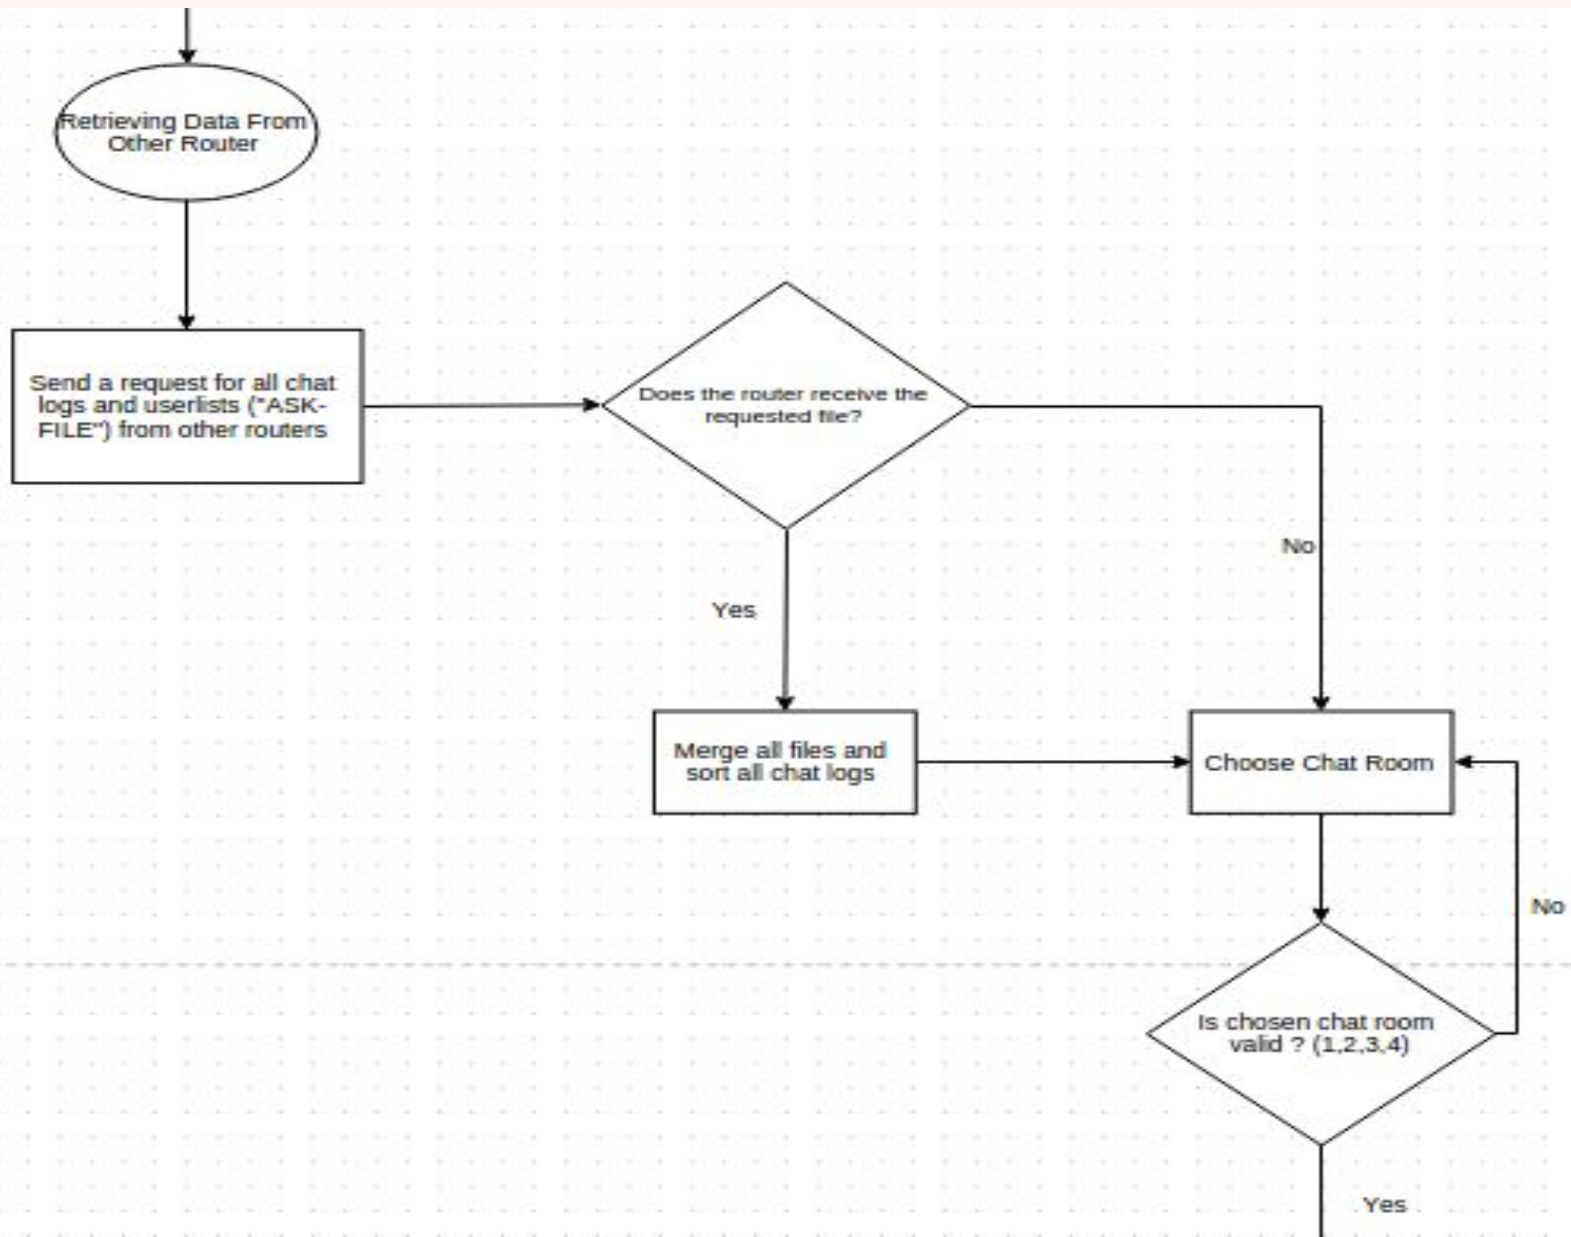 Retrieving Data From
Other Router
Send a request for all chat
logs and userlists ("ASK-
FILE") from other routers
Does the router receive the
requested file?
No
Yes
Merge all files and
sort all chat logs
Choose Chat Room
No
Is chosen chat room
valid ? (1,2,3,4)
Yes